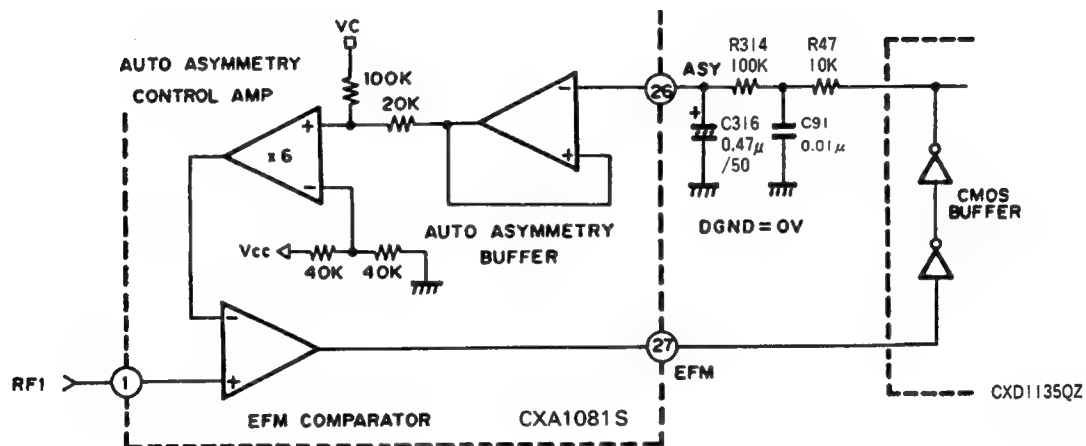 VC
AUTO ASYMMETRY
CONTROL AMP
100K
20K
+
x 6
−
−
+
AUTO ASYMMETRY
BUFFER
Vcc
40K
40K
26
ASY
R314
100K
R47
10K
+
C316
0.47μ
/50
C91
0.01μ
DGND = 0V
CMOS
BUFFER
−
+
RF1
1
EFM COMPARATOR
CXA1081S
27
EFM
CXD1135QZ